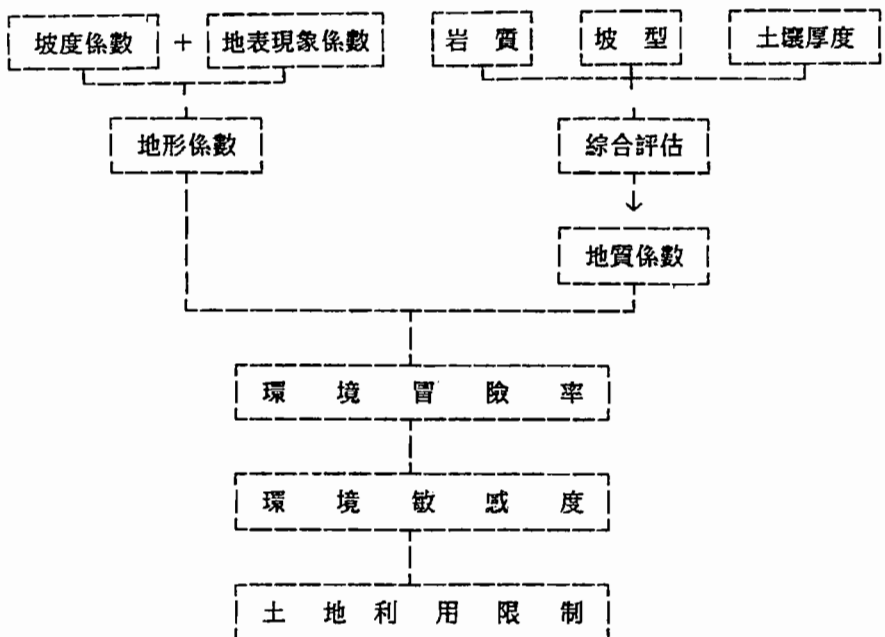 坡度係數 + 地表現象係數 岩質 坡型 土壤厚度
地形係數 綜合評估
地質係數
環境冒險率
環境敏感度
土地利用限制